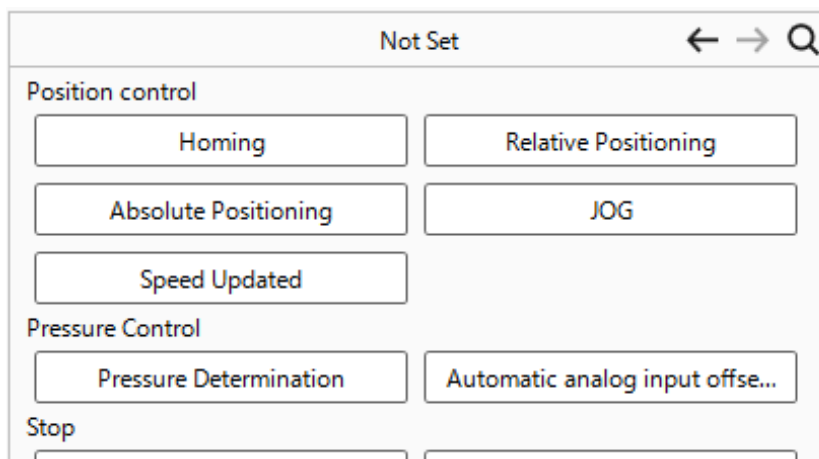 Not Set
Position control
Homing
Relative Positioning
Absolute Positioning
JOG
Speed Updated
Pressure Control
Pressure Determination
Automatic analog input offse...
Stop